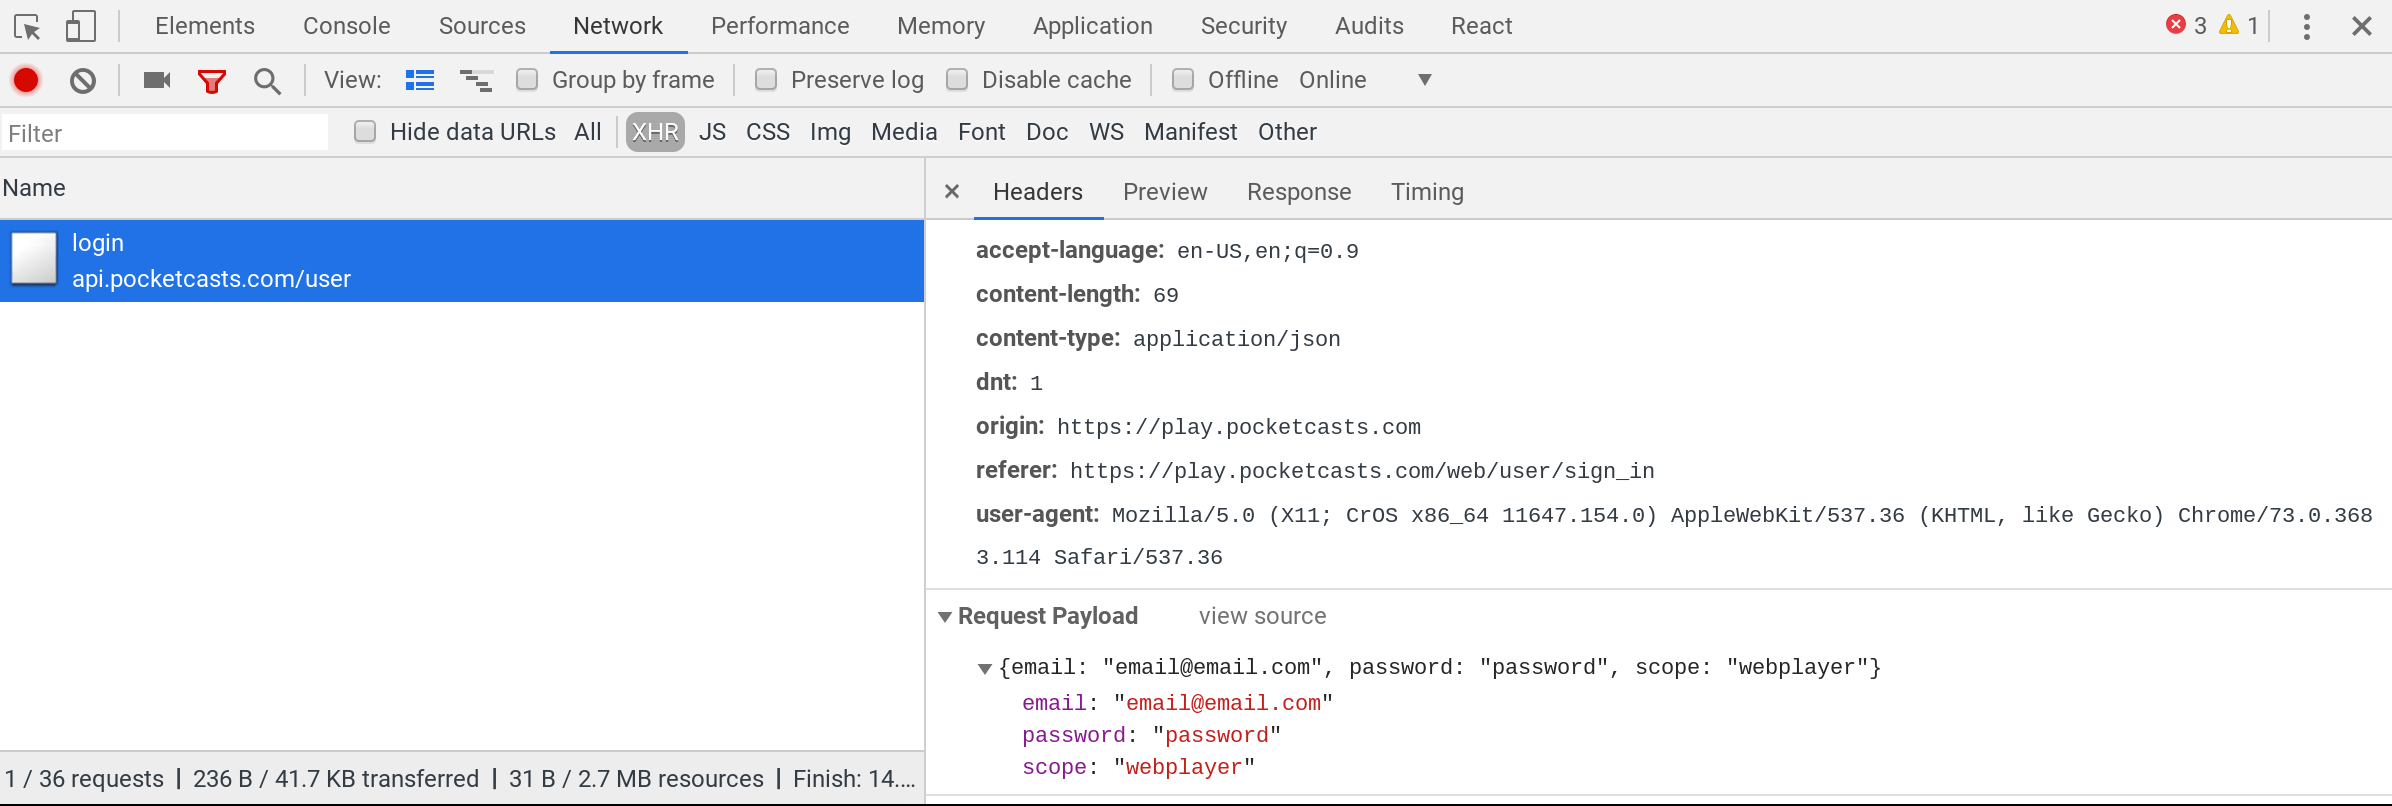 Elements Console Sources Network Performance Memory Application Security Audits React 3 1
View: Group by frame Preserve log Disable cache Offline Online
Filter Hide data URLs All XHR JS CSS Img Media Font Doc WS Manifest Other
Name
login
api.pocketcasts.com/user
1 / 36 requests | 236 B / 41.7 KB transferred | 31 B / 2.7 MB resources | Finish: 14....
× Headers Preview Response Timing
accept-language: en-US,en;q=0.9
content-length: 69
content-type: application/json
dnt: 1
origin: https://play.pocketcasts.com
referer: https://play.pocketcasts.com/web/user/sign_in
user-agent: Mozilla/5.0 (X11; CrOS x86_64 11647.154.0) AppleWebKit/537.36 (KHTML, like Gecko) Chrome/73.0.368
3.114 Safari/537.36
Request Payload view source
{email: "email@email.com", password: "password", scope: "webplayer"}
email: "email@email.com"
password: "password"
scope: "webplayer"